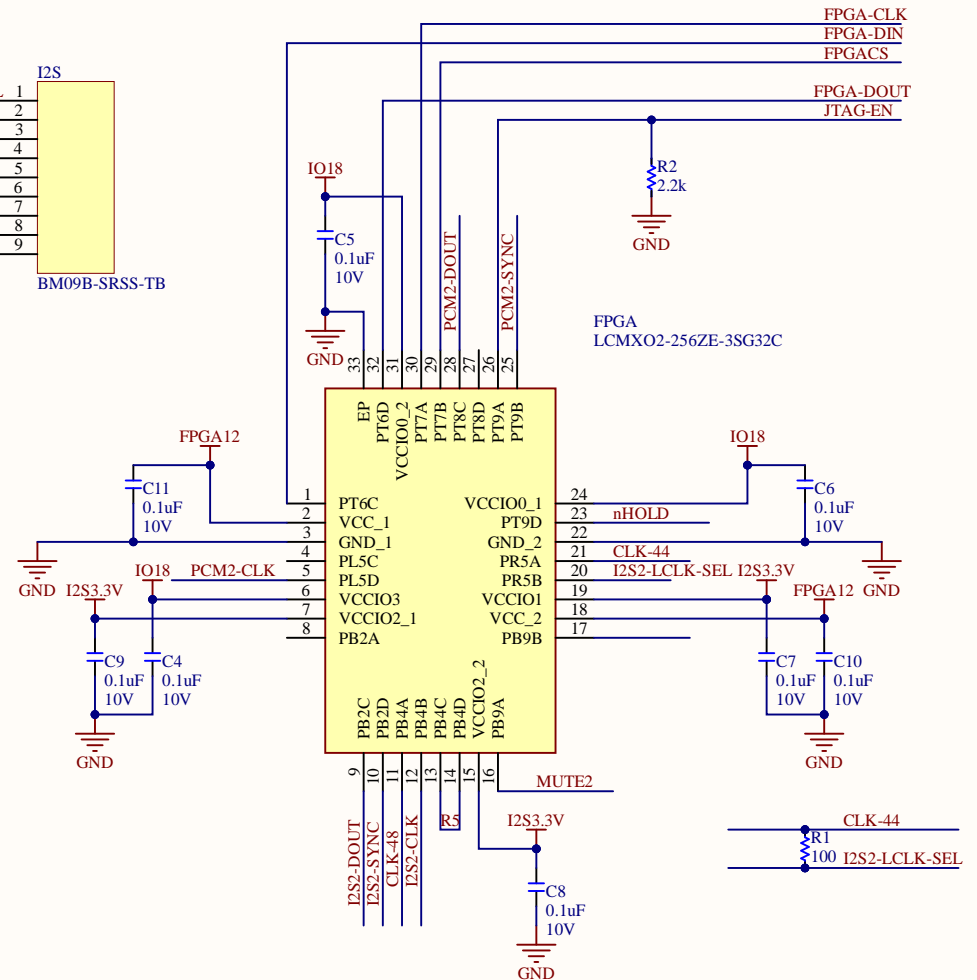 FPGA-CLK
FPGA-DIN
FPGACS
FPGA-DOUT
JTAG-EN
I2S
1
2
3
4
5
6
7
8
9
BM09B-SRSS-TB
IO18
C5
0.1uF
10V
GND
R2
2.2k
GND
PCM2-DOUT
PCM2-SYNC
FPGA
LCMXO2-256ZE-3SG32C
33
32
31
30
29
28
27
26
25
EP
PT6D
VCCIO0_2
PT7A
PT7B
PT8C
PT8D
PT9A
PT9B
FPGA12
C11
0.1uF
10V
GND
I2S3.3V
IO18
PCM2-CLK
C9
0.1uF
10V
C4
0.1uF
10V
GND
1 PT6C
2 VCC_1
3 GND_1
4 PL5C
5 PL5D
6 VCCIO3
7 VCCIO2_1
8 PB2A
VCCIO0_1 24
PT9D 23 nHOLD
GND_2 22
PR5A 21 CLK-44
PR5B 20 I2S2-LCLK-SEL
VCCIO1 19
VCC_2 18
PB9B 17
IO18
C6
0.1uF
10V
GND
I2S3.3V
FPGA12
C7
0.1uF
10V
C10
0.1uF
10V
GND
PB2C
PB2D
PB4A
PB4B
PB4C
PB4D
VCCIO2_2
PB9A
9
10
11
12
13
14
15
16
MUTE2
I2S2-DOUT
I2S2-SYNC
CLK-48
I2S2-CLK
R5
I2S3.3V
C8
0.1uF
10V
GND
CLK-44
R1
100
I2S2-LCLK-SEL